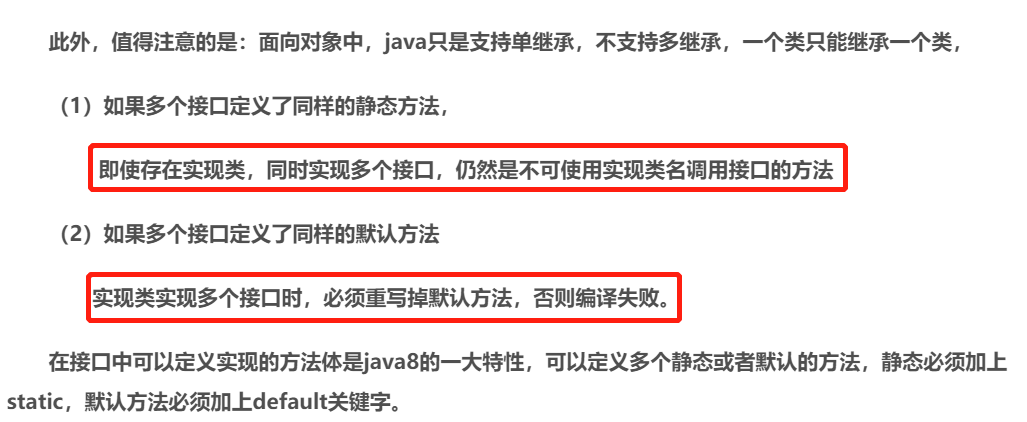 此外，值得注意的是：面向对象中，java只是支持单继承，不支持多继承，一个类只能继承一个类，
（1）如果多个接口定义了同样的静态方法，
即使存在实现类，同时实现多个接口，仍然是不可使用实现类名调用接口的方法
（2）如果多个接口定义了同样的默认方法
实现类实现多个接口时，必须重写掉默认方法，否则编译失败。
在接口中可以定义实现的方法体是java8的一大特性，可以定义多个静态或者默认的方法，静态必须加上
static，默认方法必须加上default关键字。